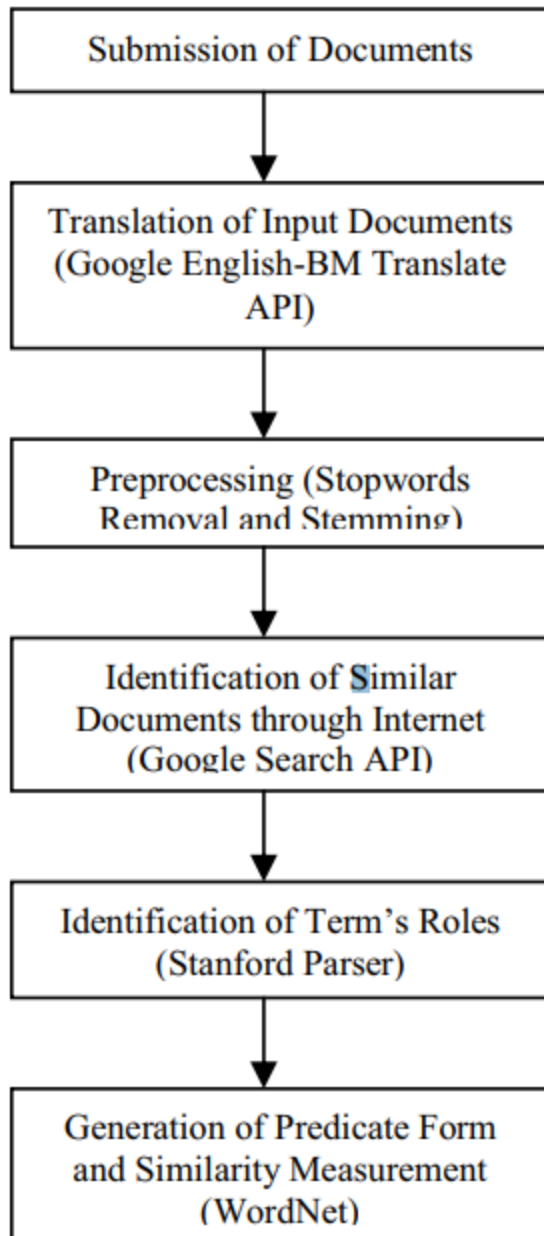 Submission of Documents
Translation of Input Documents
(Google English-BM Translate
API)
Preprocessing (Stopwords
Removal and Stemming)
Identification of Similar
Documents through Internet
(Google Search API)
Identification of Term's Roles
(Stanford Parser)
Generation of Predicate Form
and Similarity Measurement
(WordNet)